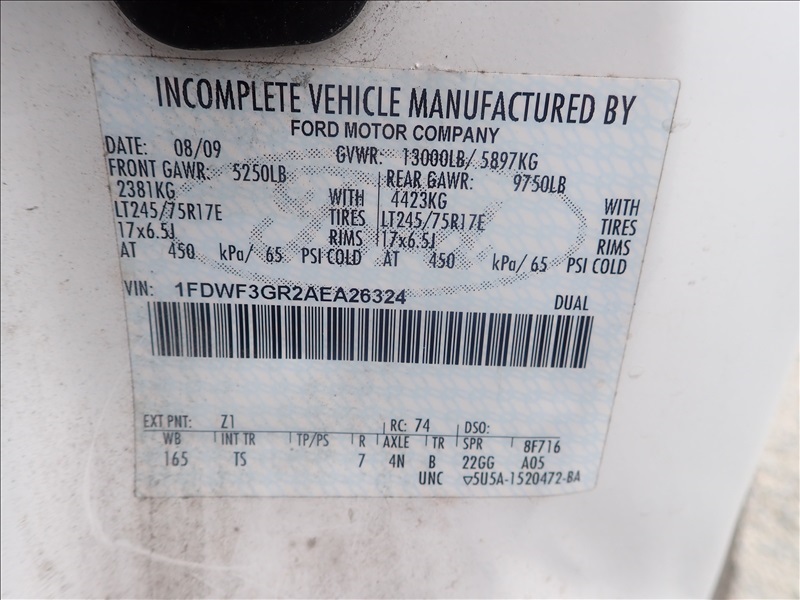 INCOMPLETE VEHICLE MANUFACTURED BY
FORD MOTOR COMPANY
DATE: 08/09 GVWR: 13000LB/ 5897KG
FRONT GAWR: 5250LB REAR GAWR: 9750LB
2381KG WITH 4423KG WITH
LT245/75R17E TIRES LT245/75R17E TIRES
17x6.5J RIMS 17x6.5J RIMS
AT 450 kPa/ 65 PSI COLD AT 450 kPa/ 65 PSI COLD
VIN: 1FDWF3GR2AEA26324 DUAL
EXT PNT: Z1 RC: 74 DSO:
WB INT TR TP/PS R AXLE TR SPR 8F716
165 TS 7 4N B 22GG A05
UNC ▽5U5A-1520472-BA